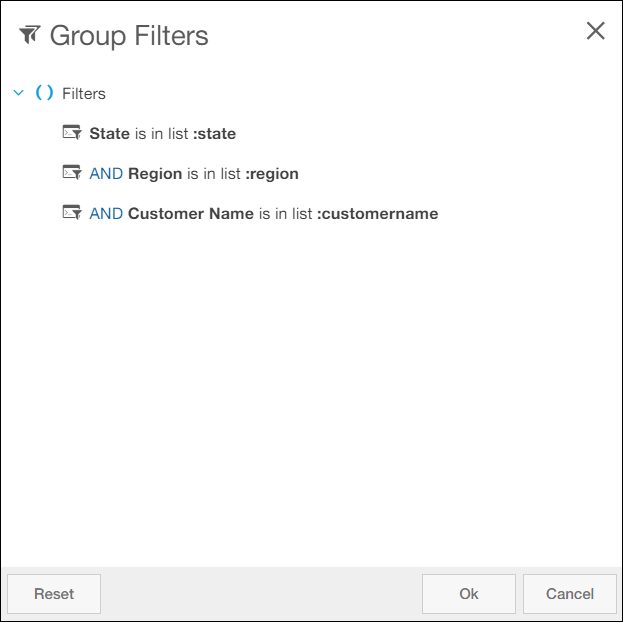 Group Filters
( ) Filters
State is in list :state
AND Region is in list :region
AND Customer Name is in list :customername
Reset Ok Cancel